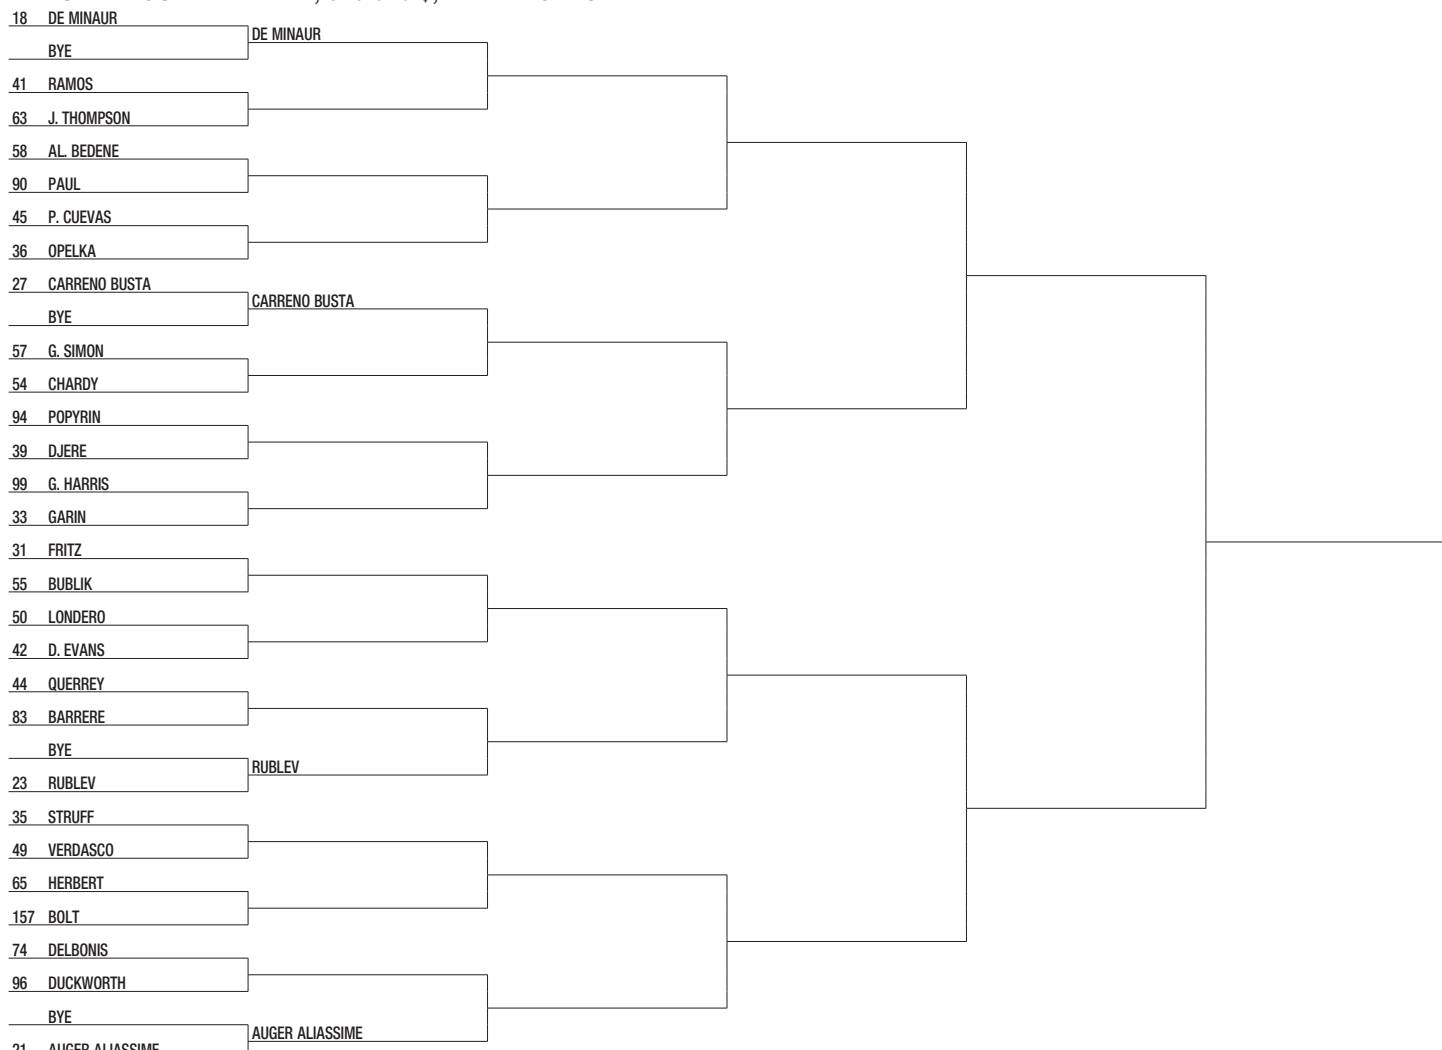 18 DE MINAUR
DE MINAUR
BYE
41 RAMOS
63 J. THOMPSON
58 AL. BEDENE
90 PAUL
45 P. CUEVAS
36 OPELKA
27 CARRENO BUSTA
CARRENO BUSTA
BYE
57 G. SIMON
54 CHARDY
94 POPYRIN
39 DJERE
99 G. HARRIS
33 GARIN
31 FRITZ
55 BUBLIK
50 LONDERO
42 D. EVANS
44 QUERREY
83 BARRERE
BYE
RUBLEV
23 RUBLEV
35 STRUFF
49 VERDASCO
65 HERBERT
157 BOLT
74 DELBONIS
96 DUCKWORTH
BYE
AUGER ALIASSIME
21 AUGER ALIASSIME